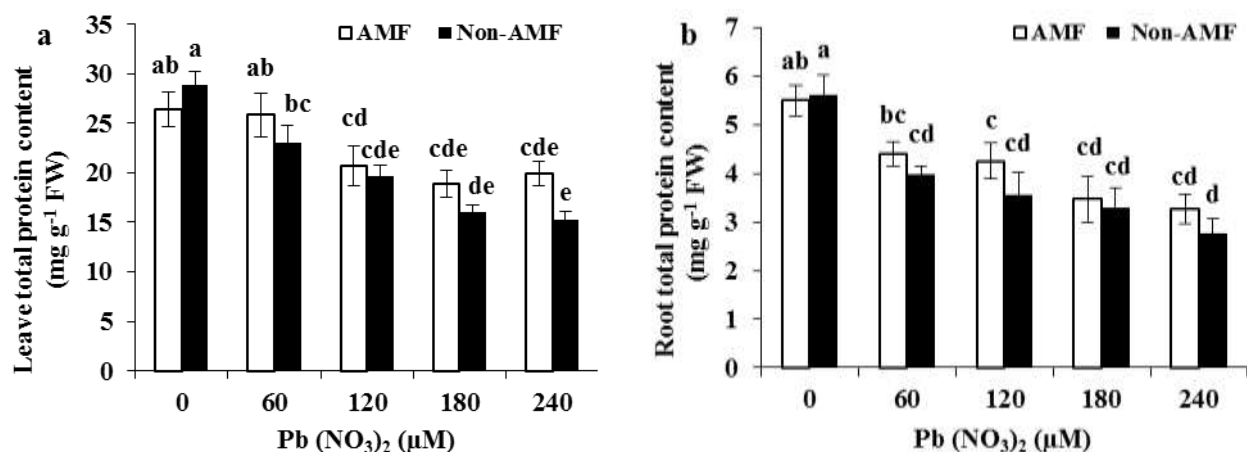 a
AMF Non-AMF
Leave total protein content
(mg g-1 FW)
35
30
25
20
15
10
5
0
ab a
ab bc
cd cde
cde de
cde e
0 60 120 180 240
Pb (NO3)2 (μM)
b
AMF Non-AMF
Root total protein content
(mg g-1 FW)
7
6
5
4
3
2
1
0
ab a
bc cd
c cd
cd cd
cd d
0 60 120 180 240
Pb (NO3)2 (μM)